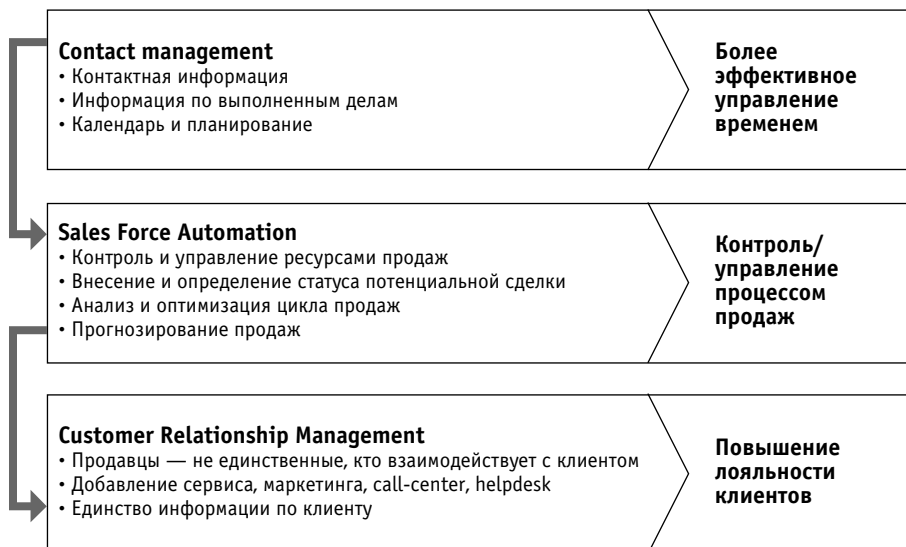 Contact management
• Контактная информация
• Информация по выполненным делам
• Календарь и планирование
Более
эффективное
управление
временем
Sales Force Automation
• Контроль и управление ресурсами продаж
• Внесение и определение статуса потенциальной сделки
• Анализ и оптимизация цикла продаж
• Прогнозирование продаж
Контроль/
управление
процессом
продаж
Customer Relationship Management
• Продавцы — не единственные, кто взаимодействует с клиентом
• Добавление сервиса, маркетинга, call-center, helpdesk
• Единство информации по клиенту
Повышение
лояльности
клиентов